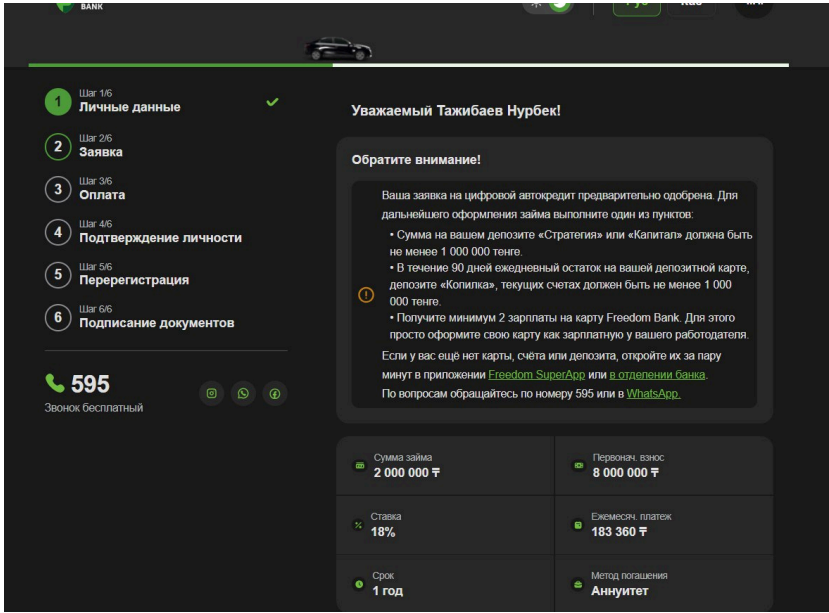 BANK
Шаг 1/6
Личные данные
Шаг 2/6
Заявка
Шаг 3/6
Оплата
Шаг 4/6
Подтверждение личности
Шаг 5/6
Перерегистрация
Шаг 6/6
Подписание документов
595
Звонок бесплатный
Уважаемый Тажибаев Нурбек!
Обратите внимание!
Ваша заявка на цифровой автокредит предварительно одобрена. Для
дальнейшего оформления займа выполните один из пунктов:
• Сумма на вашем депозите «Стратегия» или «Капитал» должна быть
не менее 1 000 000 тенге.
• В течение 90 дней ежедневный остаток на вашей депозитной карте,
депозите «Копилка», текущих счетах должен быть не менее 1 000
000 тенге.
• Получите минимум 2 зарплаты на карту Freedom Bank. Для этого
просто оформите свою карту как зарплатную у вашего работодателя.
Если у вас ещё нет карты, счёта или депозита, откройте их за пару
минут в приложении Freedom SuperApp или в отделении банка.
По вопросам обращайтесь по номеру 595 или в WhatsApp.
Сумма займа
2 000 000 ₸
Первонач. взнос
8 000 000 ₸
Ставка
18%
Ежемесяч. платеж
183 360 ₸
Срок
1 год
Метод погашения
Аннуитет